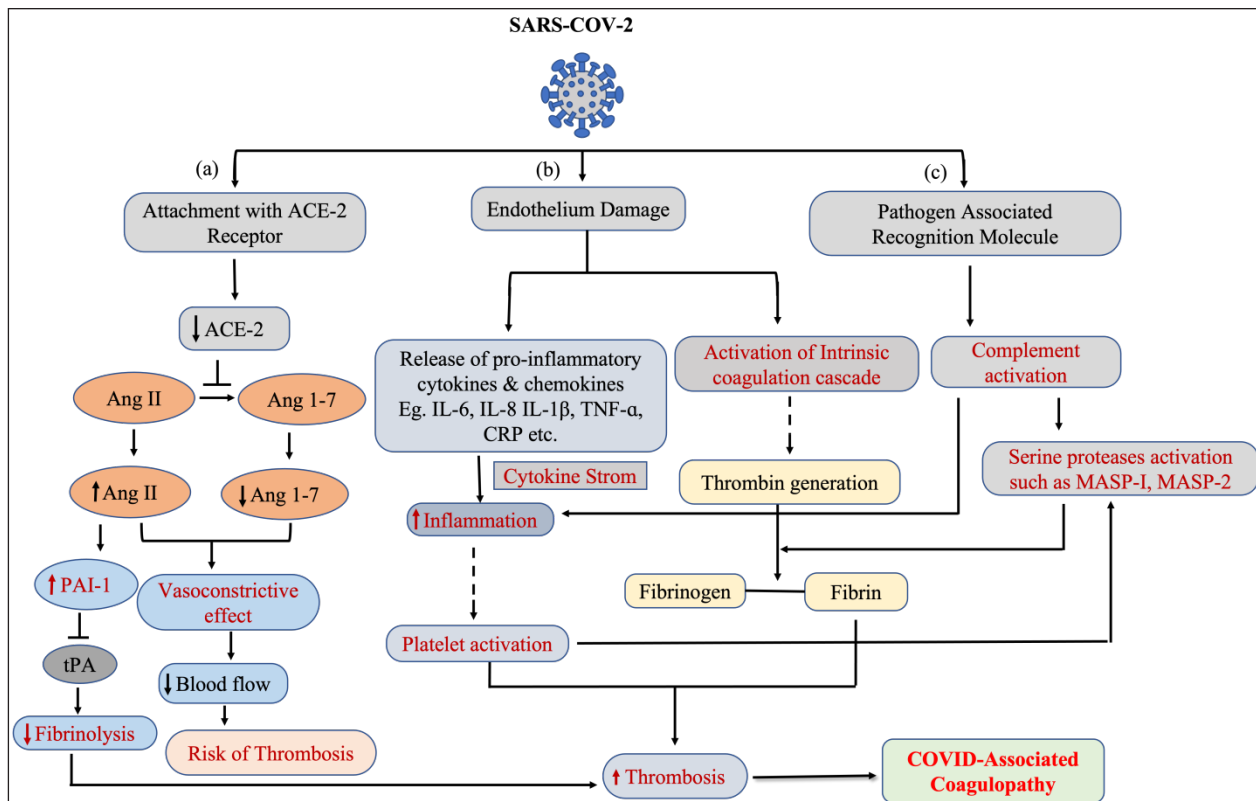 SARS-COV-2
(a)
(b)
(c)
Attachment with ACE-2
Receptor
Endothelium Damage
Pathogen Associated
Recognition Molecule
↓ACE-2
Release of pro-inflammatory
cytokines & chemokines
Eg. IL-6, IL-8 IL-1β, TNF-α,
CRP etc.
Activation of Intrinsic
coagulation cascade
Complement
activation
Ang II
Ang 1-7
Cytokine Strom
Thrombin generation
Serine proteases activation
such as MASP-I, MASP-2
↑Ang II
↓Ang 1-7
↑Inflammation
↑PAI-1
Vasoconstrictive
effect
Fibrinogen
Fibrin
Platelet activation
tPA
↓Blood flow
↓Fibrinolysis
Risk of Thrombosis
↑Thrombosis
COVID-Associated
Coagulopathy